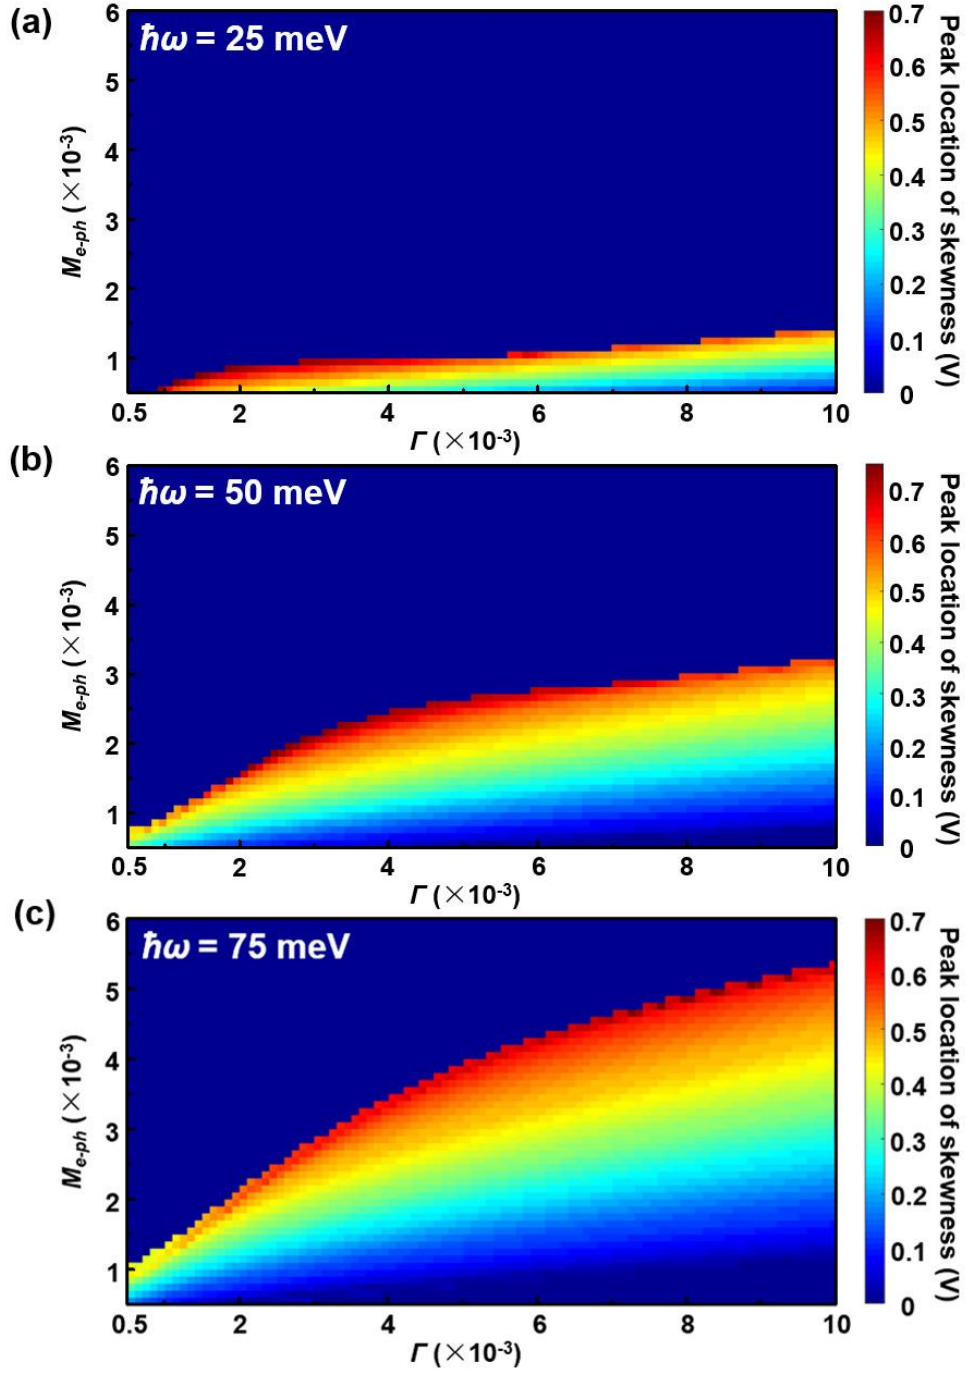 (a)
ħω = 25 meV
6
5
4
3
2
1
M_e-ph (×10⁻³)
0.5 2 4 6 8 10
Γ (×10⁻³)
0.7
0.6
0.5
0.4
0.3
0.2
0.1
0
Peak location of skewness (V)
(b)
ħω = 50 meV
6
5
4
3
2
1
M_e-ph (×10⁻³)
0.5 2 4 6 8 10
Γ (×10⁻³)
0.7
0.6
0.5
0.4
0.3
0.2
0.1
0
Peak location of skewness (V)
(c)
ħω = 75 meV
6
5
4
3
2
1
M_e-ph (×10⁻³)
0.5 2 4 6 8 10
Γ (×10⁻³)
0.7
0.6
0.5
0.4
0.3
0.2
0.1
0
Peak location of skewness (V)